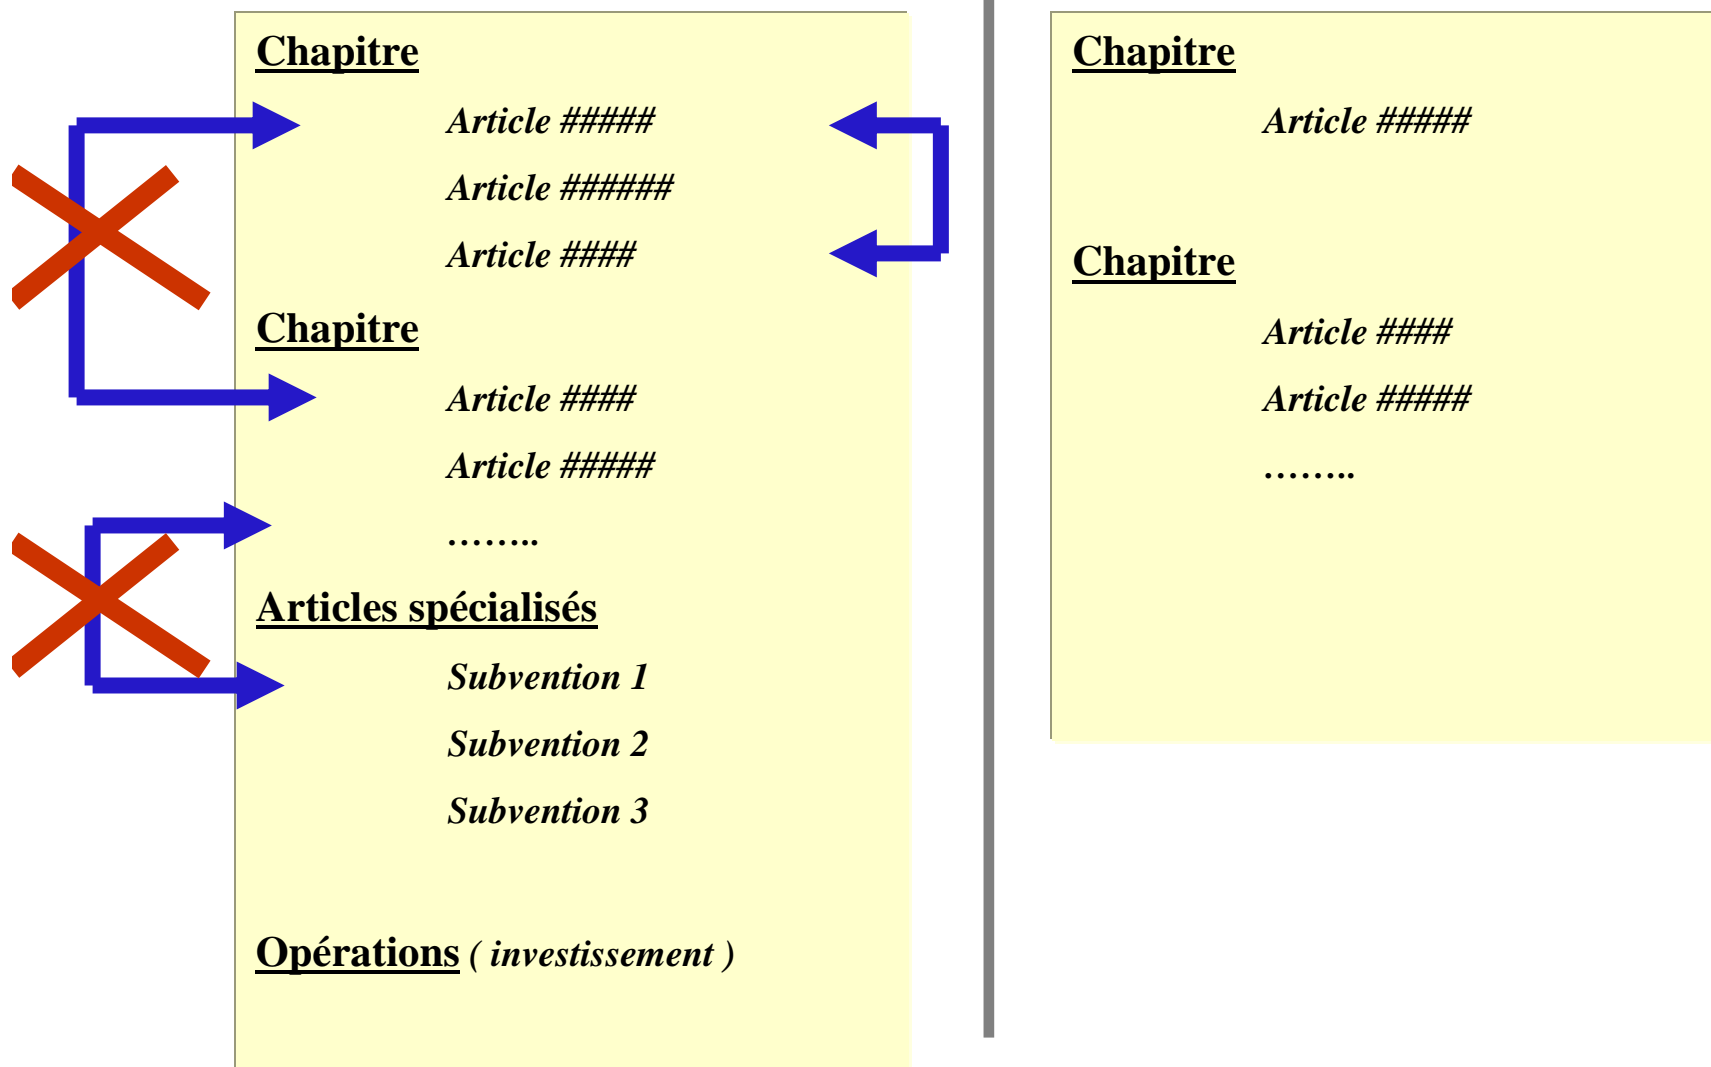 Chapitre
Article #####
Article ######
Article ####
Chapitre
Article ####
Article #####
……..
Articles spécialisés
Subvention 1
Subvention 2
Subvention 3
Opérations ( investissement )
Chapitre
Article #####
Chapitre
Article ####
Article #####
……..